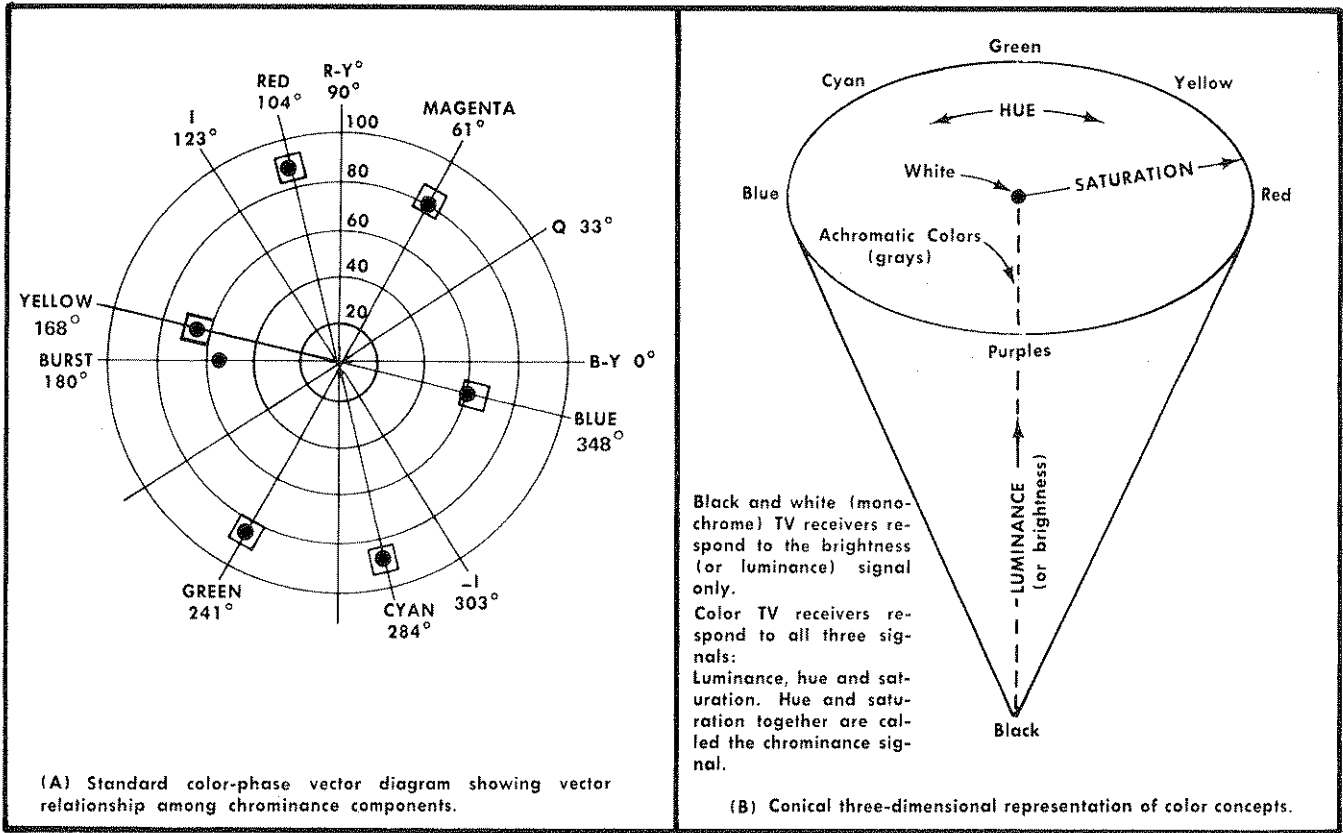 R-Y°
90°
RED
104°
MAGENTA
61°
I
123°
100
80
60
40
20
Q 33°
YELLOW
168°
BURST
180°
B-Y 0°
BLUE
348°
GREEN
241°
CYAN
284°
-I
303°
(A) Standard color-phase vector diagram showing vector
relationship among chrominance components.
Green
Cyan
Yellow
HUE
White
SATURATION
Blue
Red
Achromatic Colors
(grays)
Purples
LUMINANCE
(or brightness)
Black and white (mono-
chrome) TV receivers re-
spond to the brightness
(or luminance) signal
only.
Color TV receivers re-
spond to all three sig-
nals:
Luminance, hue and sat-
uration. Hue and satu-
ration together are cal-
led the chrominance sig-
nal.
Black
(B) Conical three-dimensional representation of color concepts.